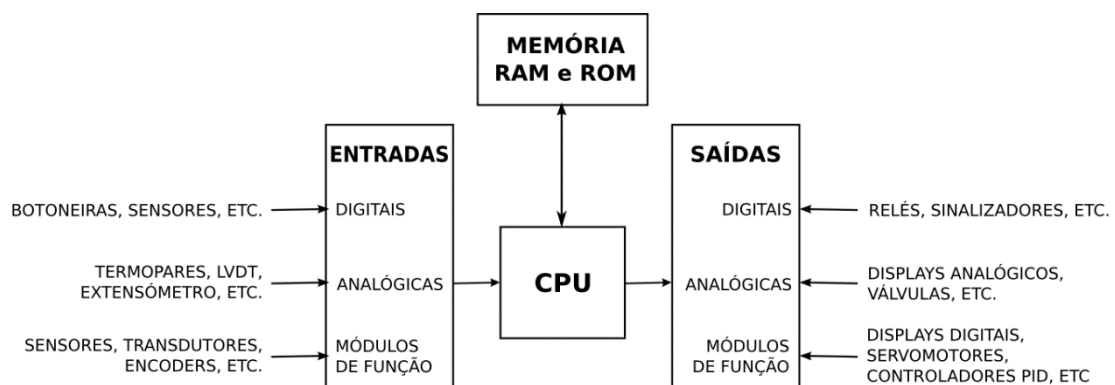 MEMÓRIA
RAM e ROM
ENTRADAS
SAÍDAS
BOTONEIRAS, SENSORES, ETC.
DIGITAIS
DIGITAIS
RELÉS, SINALIZADORES, ETC.
TERMOPARES, LVDT,
EXTENSÓMETRO, ETC.
ANALÓGICAS
CPU
ANALÓGICAS
DISPLAYS ANALÓGICOS,
VÁLVULAS, ETC.
SENSORES, TRANSDUTORES,
ENCODERS, ETC.
MÓDULOS
DE FUNÇÃO
MÓDULOS
DE FUNÇÃO
DISPLAYS DIGITAIS,
SERVOMOTORES,
CONTROLADORES PID, ETC